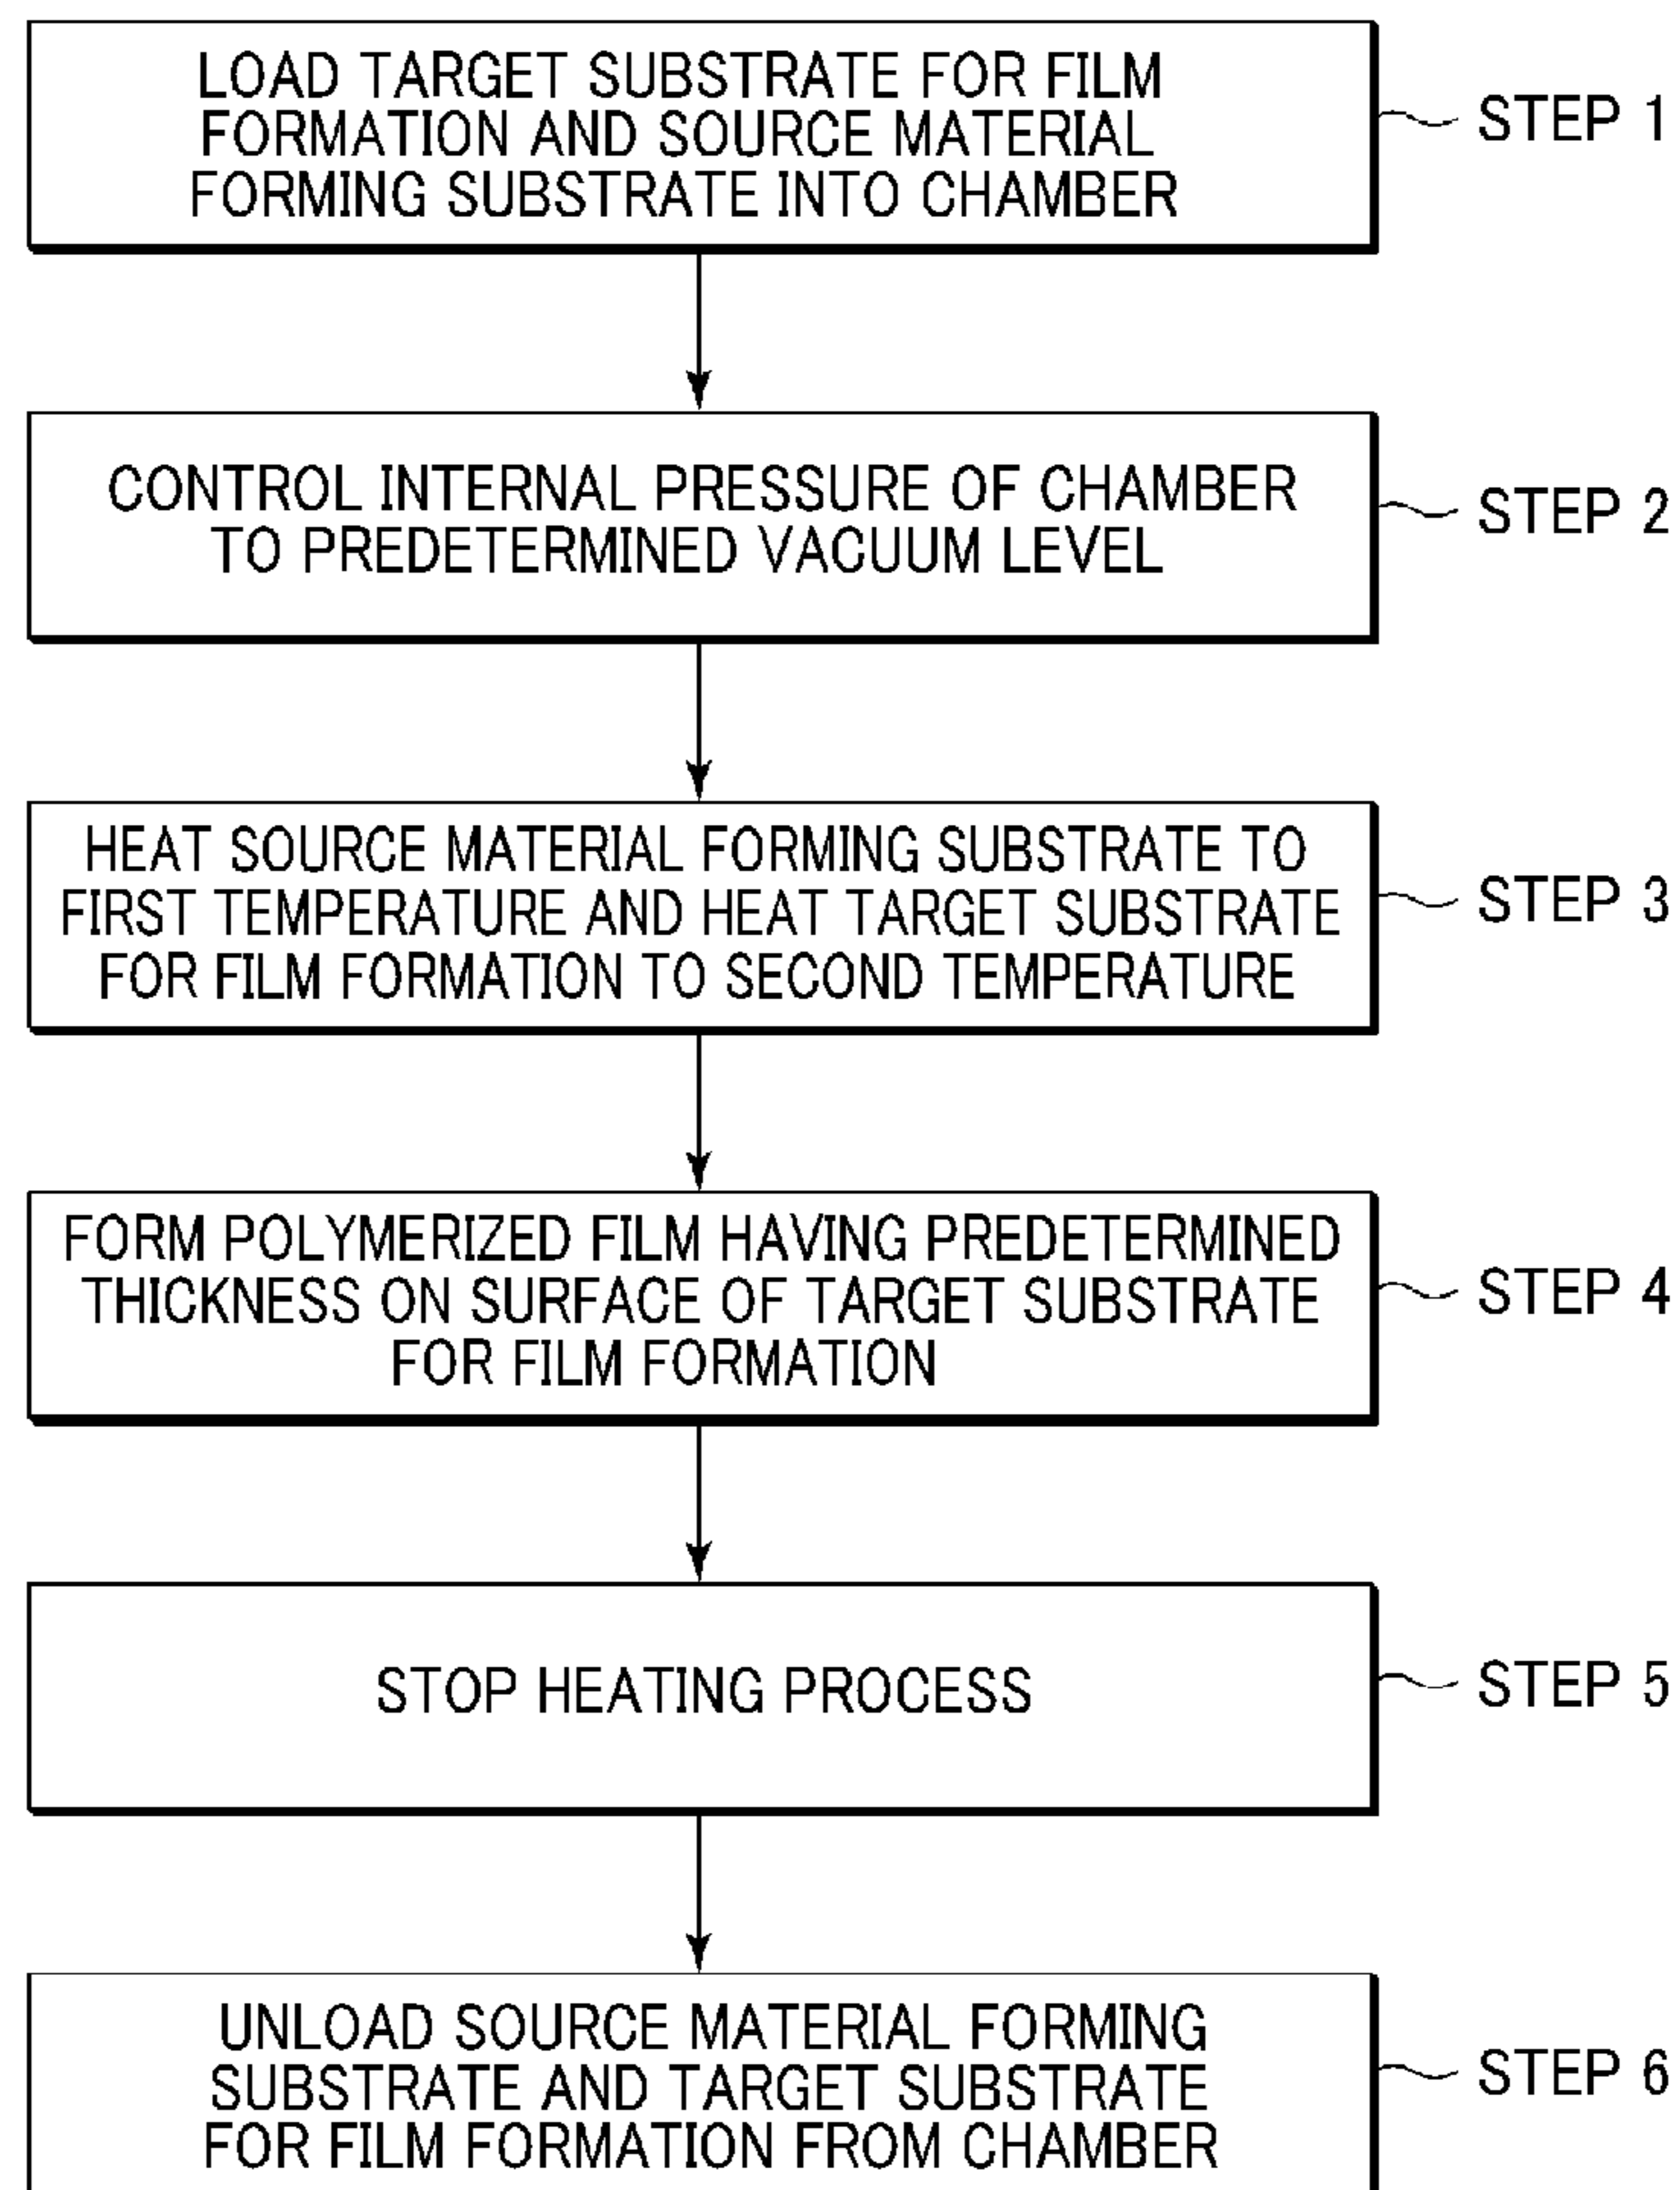 LOAD TARGET SUBSTRATE FOR FILM
FORMATION AND SOURCE MATERIAL
FORMING SUBSTRATE INTO CHAMBER
STEP 1
CONTROL INTERNAL PRESSURE OF CHAMBER
TO PREDETERMINED VACUUM LEVEL
STEP 2
HEAT SOURCE MATERIAL FORMING SUBSTRATE TO
FIRST TEMPERATURE AND HEAT TARGET SUBSTRATE
FOR FILM FORMATION TO SECOND TEMPERATURE
STEP 3
FORM POLYMERIZED FILM HAVING PREDETERMINED
THICKNESS ON SURFACE OF TARGET SUBSTRATE
FOR FILM FORMATION
STEP 4
STOP HEATING PROCESS
STEP 5
UNLOAD SOURCE MATERIAL FORMING
SUBSTRATE AND TARGET SUBSTRATE
FOR FILM FORMATION FROM CHAMBER
STEP 6